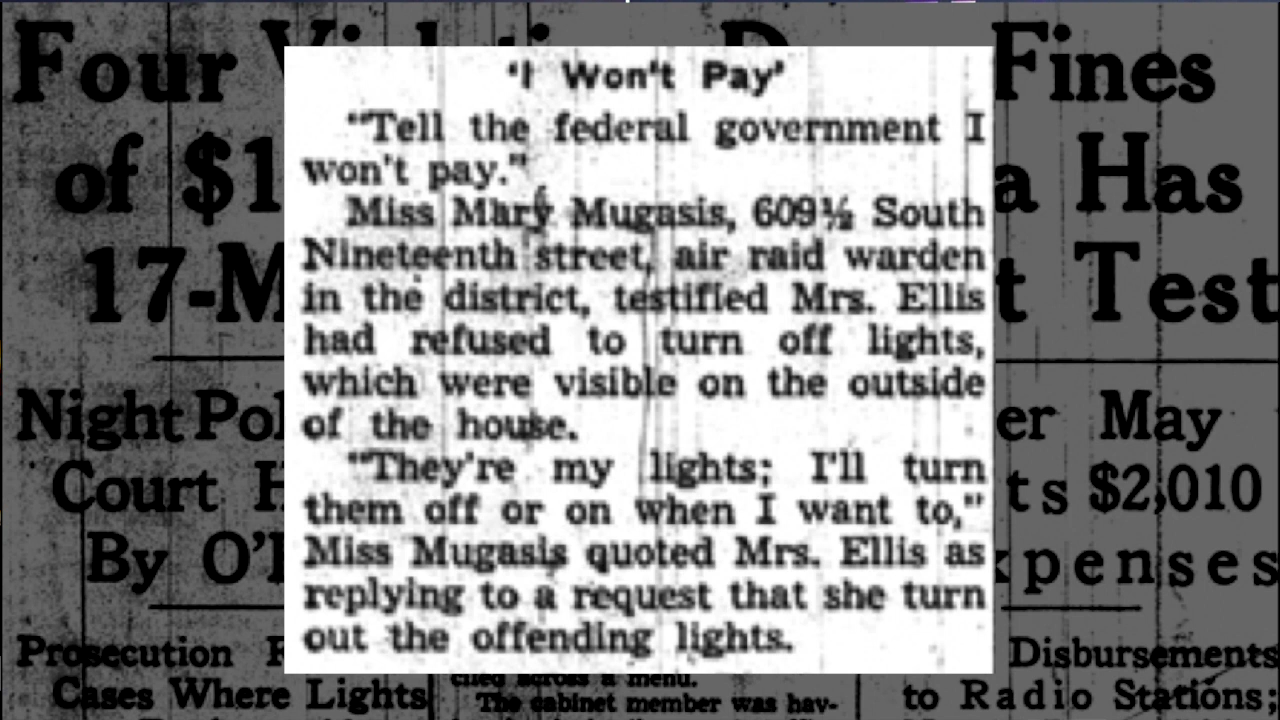 Four
Fines
of $1
a Has
17-M
t Test
Night Pol
er May
Court H
ts $2,010
By O'
xpenses
Prosecution
Disbursements
Cases Where Lights
to Radio Stations;
cited across a menu.
The cabinet member was hav-
'I Won't Pay'
"Tell the federal government I
won't pay."
Miss Mary Mugasis, 609½ South
Nineteenth street, air raid warden
in the district, testified Mrs. Ellis
had refused to turn off lights,
which were visible on the outside
of the house.
"They're my lights; I'll turn
them off or on when I want to,"
Miss Mugasis quoted Mrs. Ellis as
replying to a request that she turn
out the offending lights.